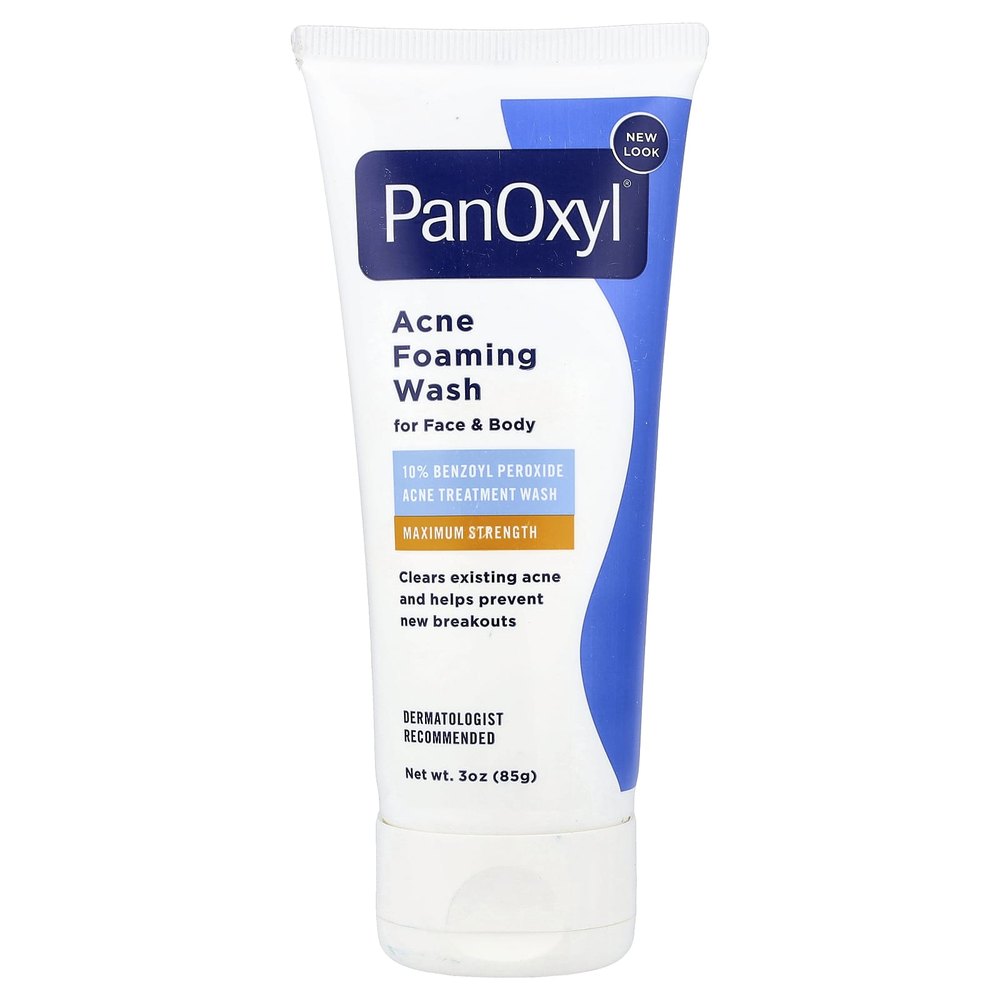 NEW
LOOK
PanOxyl®
Acne
Foaming
Wash
for Face & Body
10% BENZOYL PEROXIDE
ACNE TREATMENT WASH
MAXIMUM STRENGTH
Clears existing acne
and helps prevent
new breakouts
DERMATOLOGIST
RECOMMENDED
Net wt. 3oz (85g)